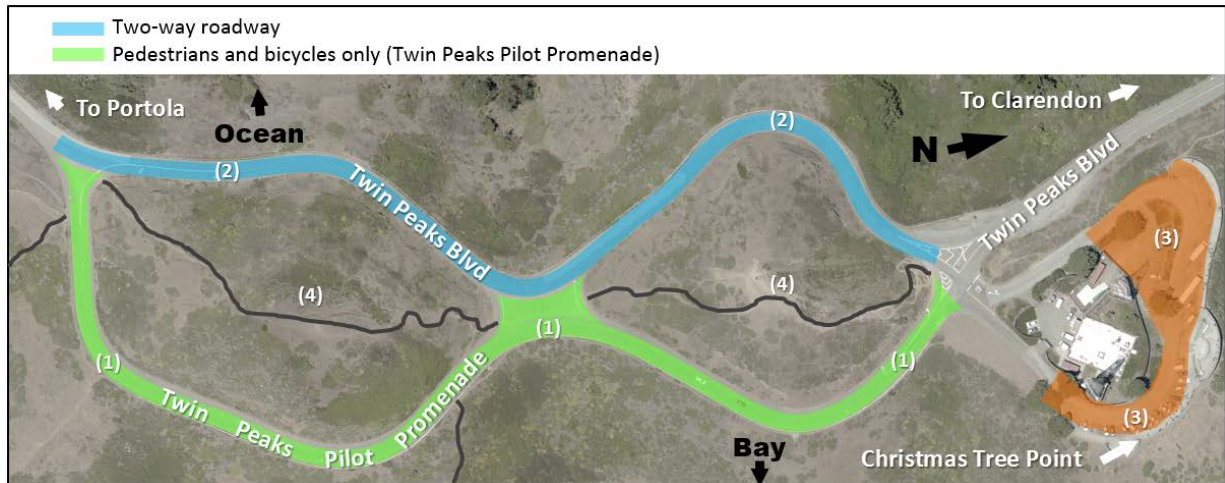 Two-way roadway
Pedestrians and bicycles only (Twin Peaks Pilot Promenade)
To Portola
Ocean
To Clarendon
N
(2)
(2)
Twin Peaks Blvd
Twin Peaks Blvd
(3)
(4)
(4)
(1)
(1)
(1)
Twin Peaks Pilot Promenade
(3)
Bay
Christmas Tree Point